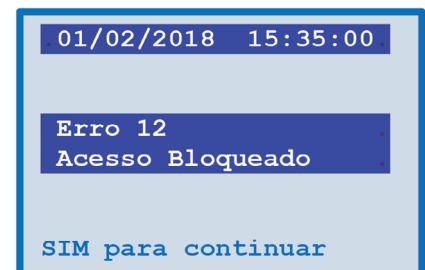 01/02/2018 15:35:00
Erro 12
Acesso Bloqueado
SIM para continuar